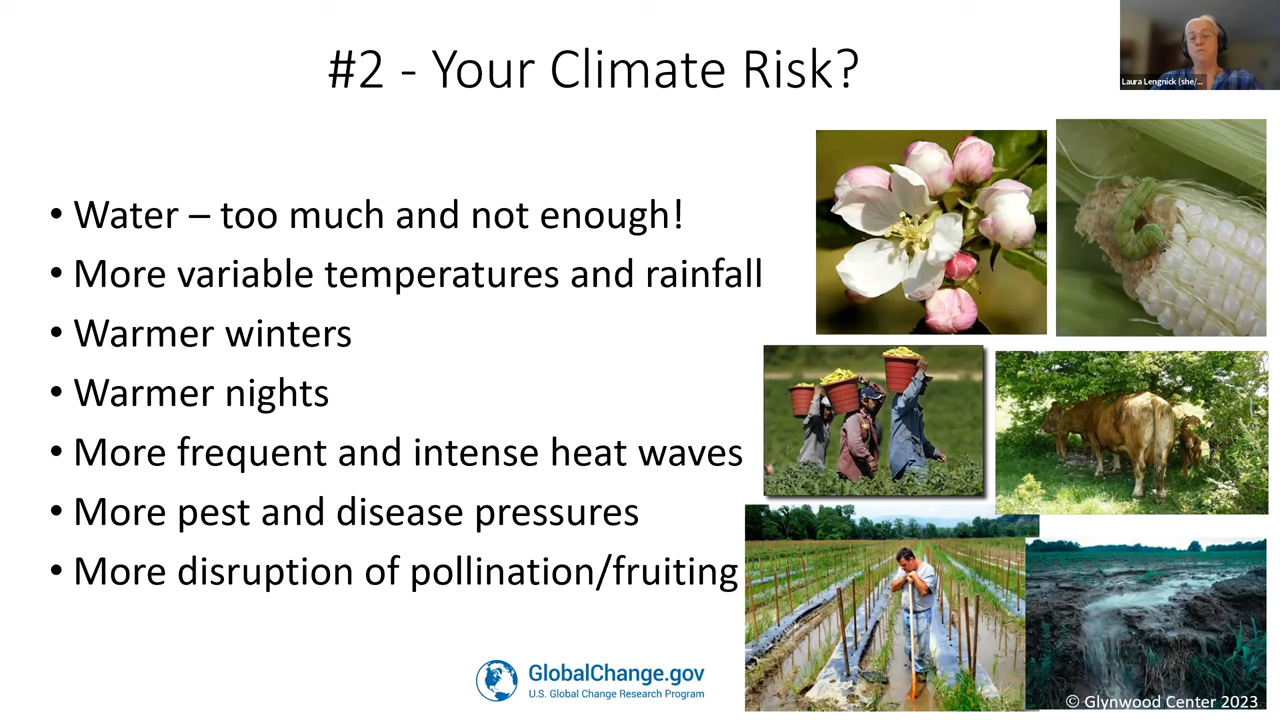 #2 - Your Climate Risk?
Laura Lengnick (she/...
• Water – too much and not enough!
• More variable temperatures and rainfall
• Warmer winters
• Warmer nights
• More frequent and intense heat waves
• More pest and disease pressures
• More disruption of pollination/fruiting
GlobalChange.gov
U.S. Global Change Research Program
© Glynwood Center 2023